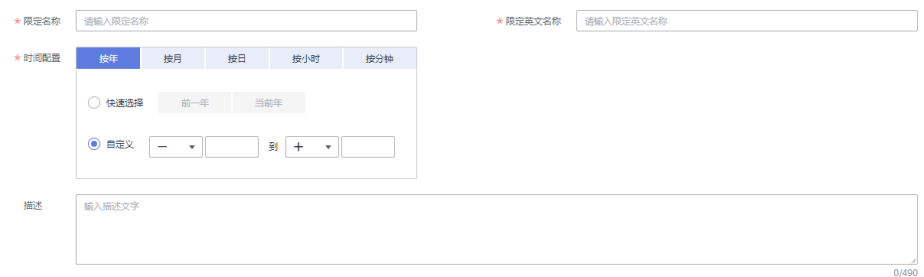 * 限定名称 请输入限定名称 * 限定英文名称 请输入限定英文名称
* 时间配置 按年 按月 按日 按小时 按分钟
快速选择 前一年 当前年
自定义 — 到 +
描述 输入描述文字
0/490